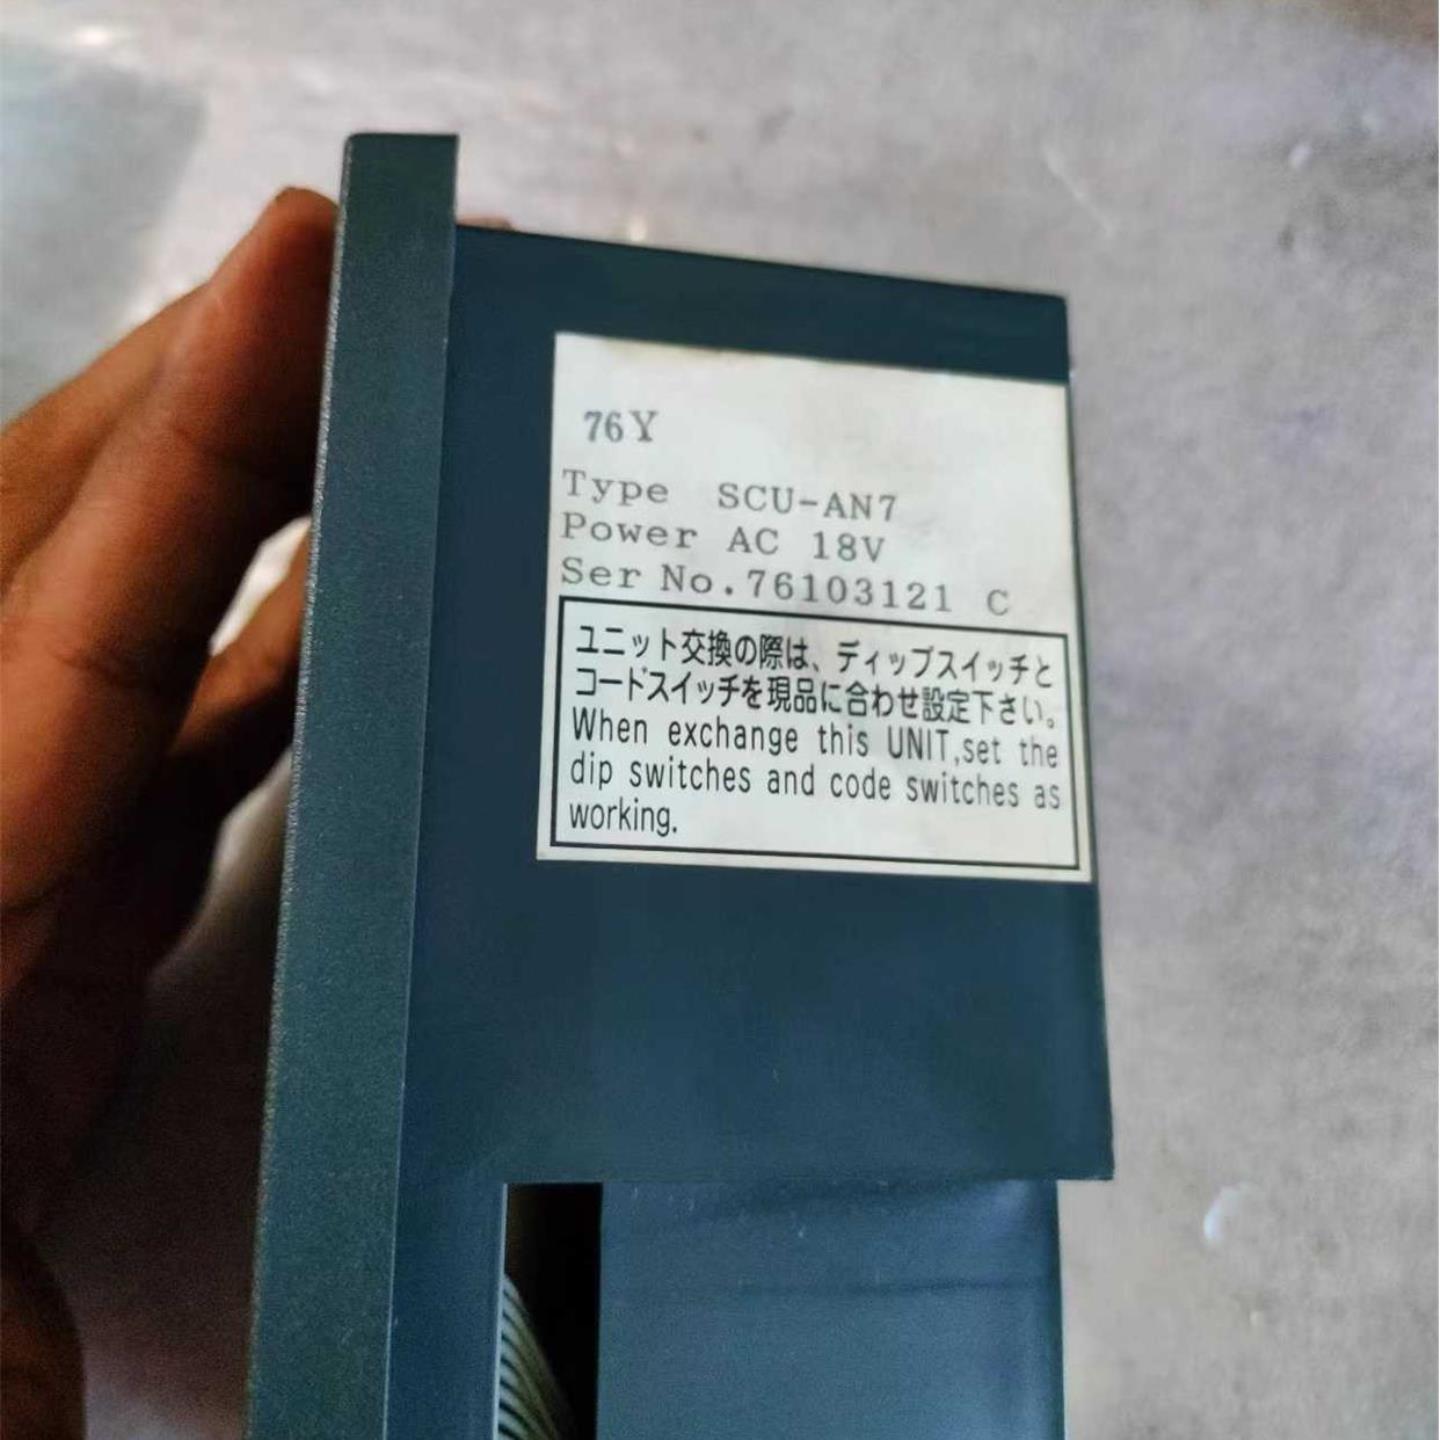 76Y
Type SCU-AN7
Power AC 18V
Ser No.76103121 C
ユニット交換の際は、ディップスイッチと
コードスイッチを現品に合わせ設定下さい。
When exchange this UNIT,set the
dip switches and code switches as
working.